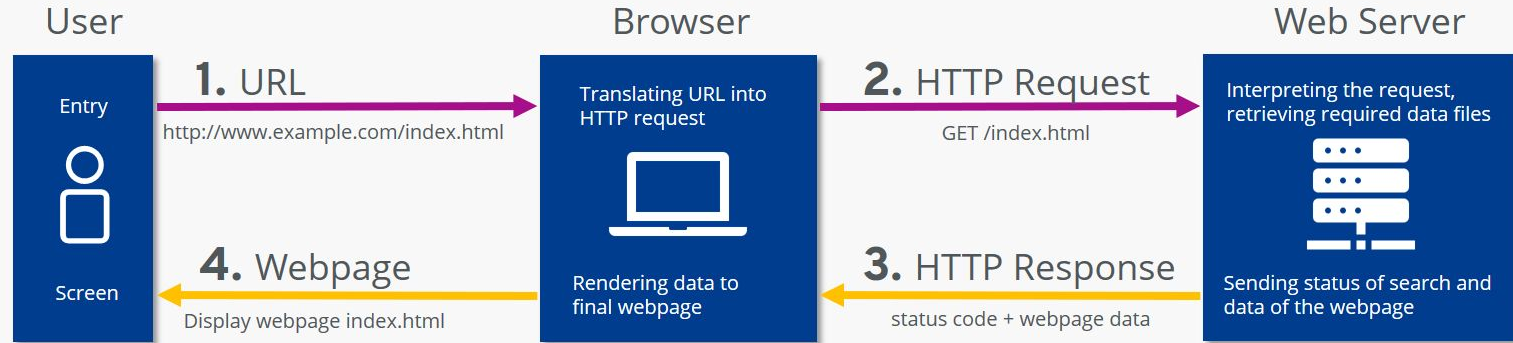 User
Browser
Web Server
Entry
1. URL
http://www.example.com/index.html
Translating URL into
HTTP request
2. HTTP Request
GET /index.html
Interpreting the request,
retrieving required data files
Screen
4. Webpage
Display webpage index.html
Rendering data to
final webpage
3. HTTP Response
status code + webpage data
Sending status of search and
data of the webpage